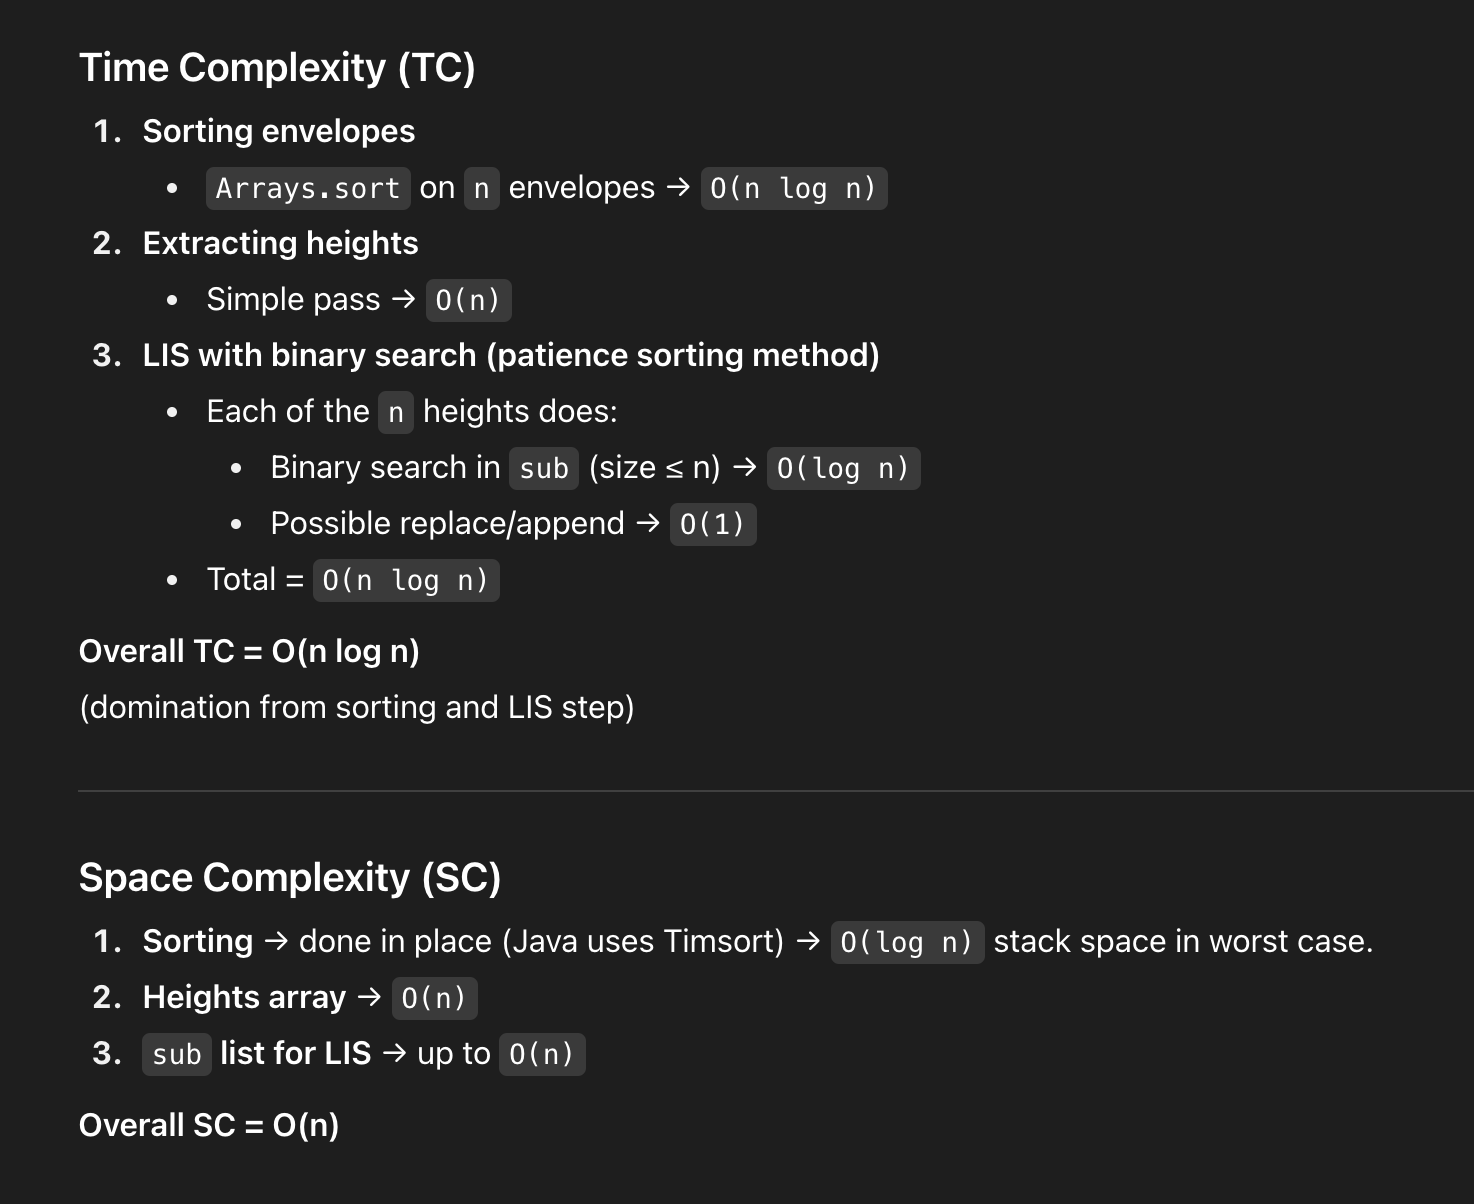 Time Complexity (TC)
1. Sorting envelopes
• Arrays.sort on n envelopes → O(n log n)
2. Extracting heights
• Simple pass → O(n)
3. LIS with binary search (patience sorting method)
• Each of the n heights does:
• Binary search in sub (size ≤ n) → O(log n)
• Possible replace/append → O(1)
• Total = O(n log n)
Overall TC = O(n log n)
(domination from sorting and LIS step)
Space Complexity (SC)
1. Sorting → done in place (Java uses Timsort) → O(log n) stack space in worst case.
2. Heights array → O(n)
3. sub list for LIS → up to O(n)
Overall SC = O(n)